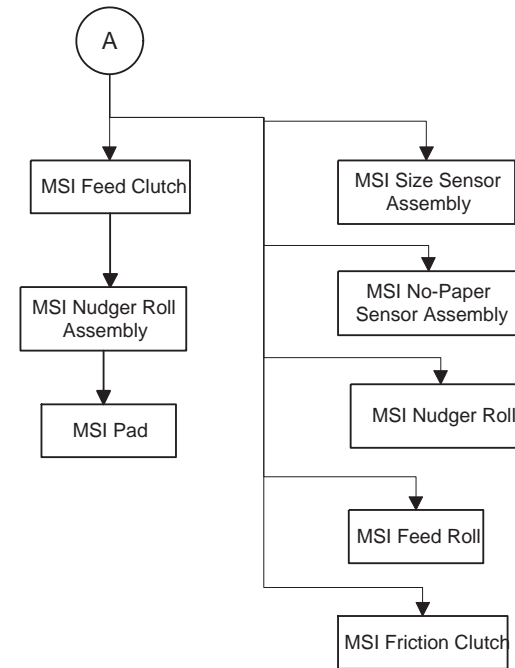 A
MSI Feed Clutch
MSI Nudger Roll
Assembly
MSI Pad
MSI Size Sensor
Assembly
MSI No-Paper
Sensor Assembly
MSI Nudger Roll
MSI Feed Roll
MSI Friction Clutch